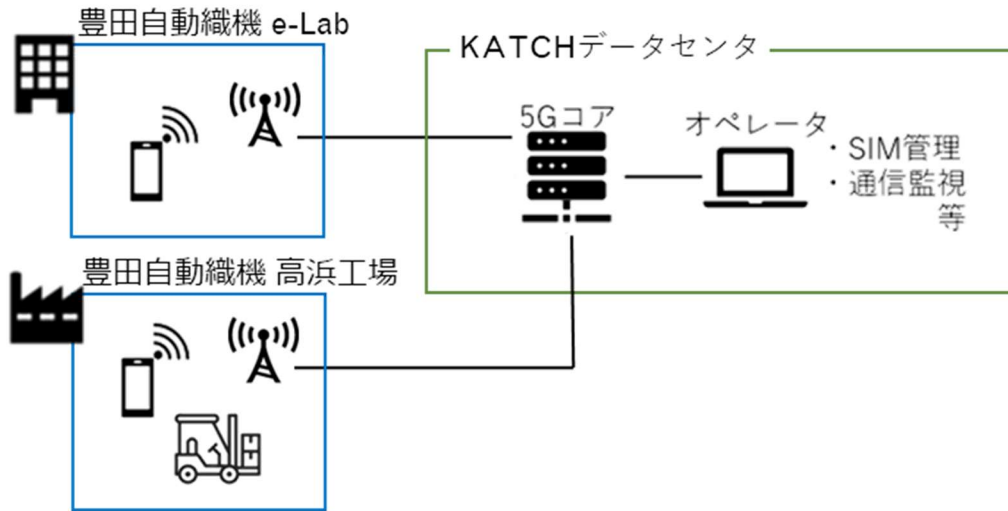 豊田自動織機 e-Lab
KATCHデータセンタ
5Gコア
オペレータ
・SIM管理
・通信監視
等
豊田自動織機 高浜工場